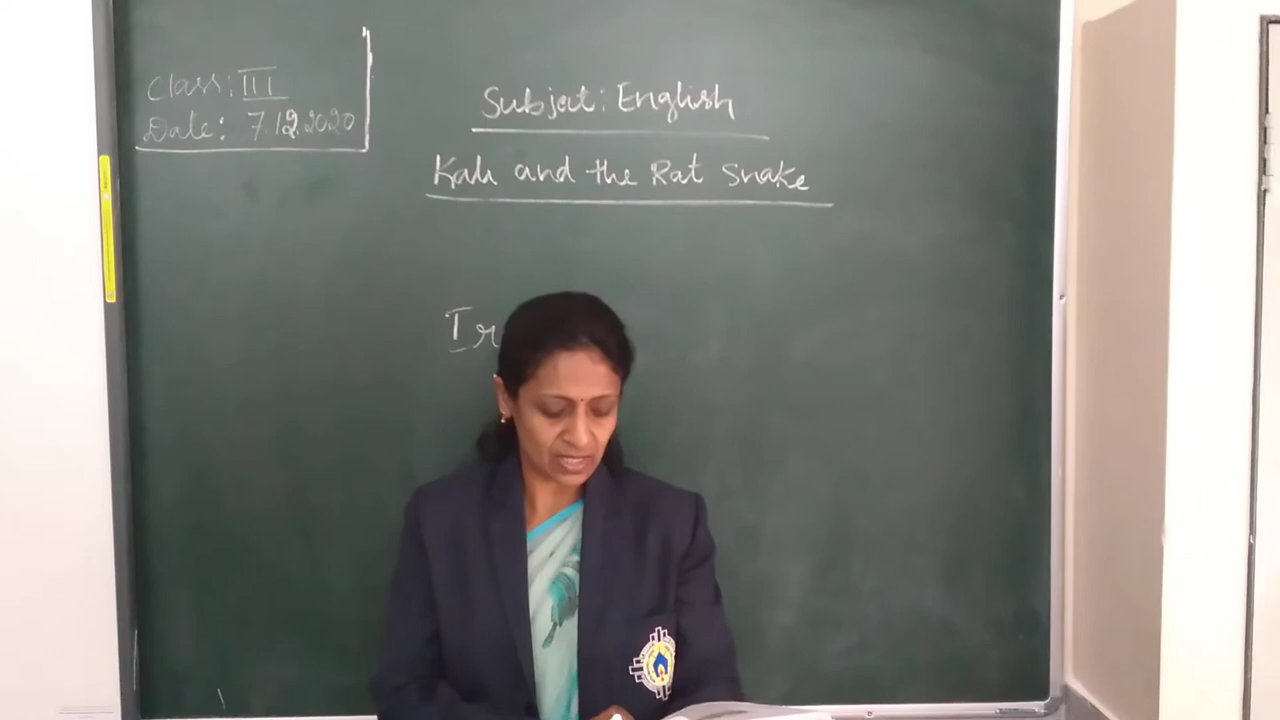 Class: III
Date: 7.12.2020
Subject: English
Kali and the Rat Snake